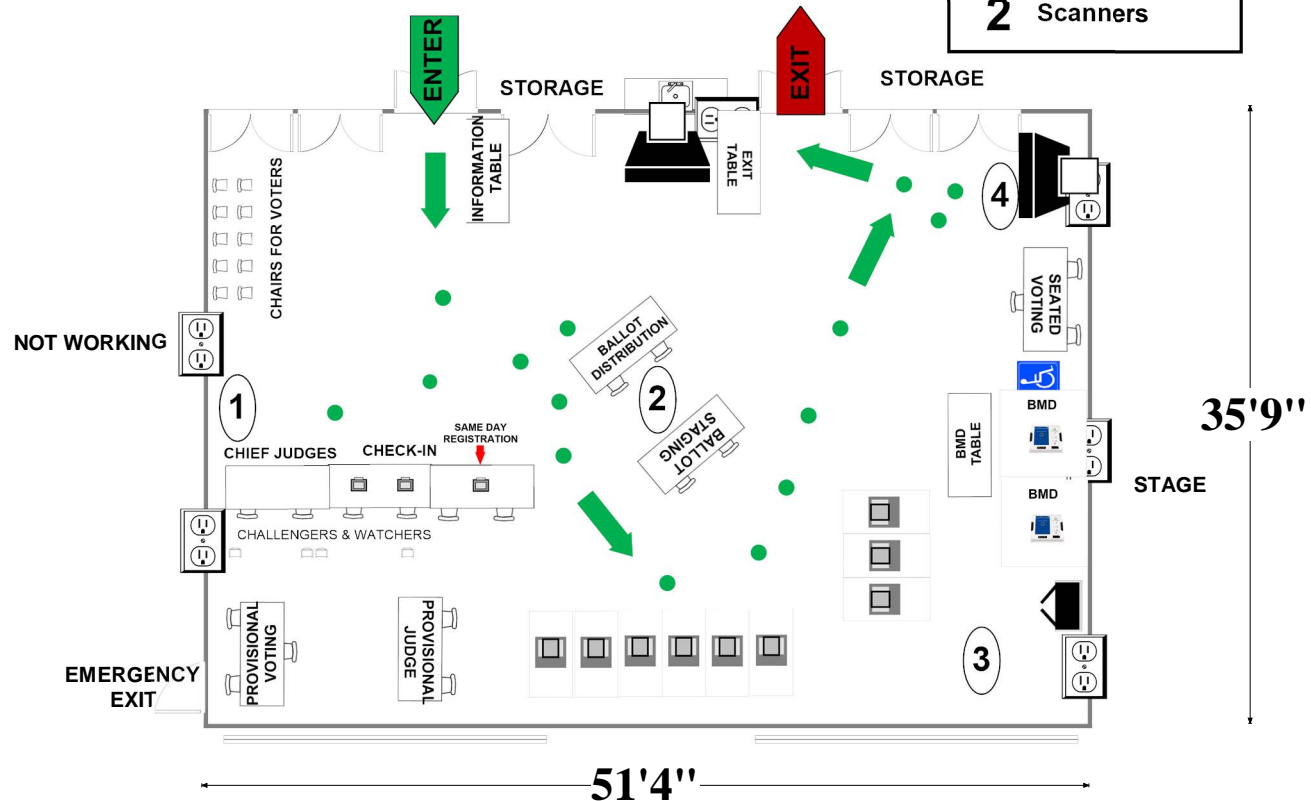 2 Scanners
ENTER
EXIT
STORAGE
STORAGE
INFORMATION
TABLE
EXIT
TABLE
4
CHAIRS FOR VOTERS
SEATED
VOTING
NOT WORKING
BALLOT
DISTRIBUTION
1
2
35'9"
BMD
BMD
TABLE
SAME DAY
REGISTRATION
CHIEF JUDGES
CHECK-IN
BALLOT
STAGING
STAGE
BMD
CHALLENGERS & WATCHERS
PROVISIONAL
VOTING
PROVISIONAL
JUDGE
3
EMERGENCY
EXIT
51'4"